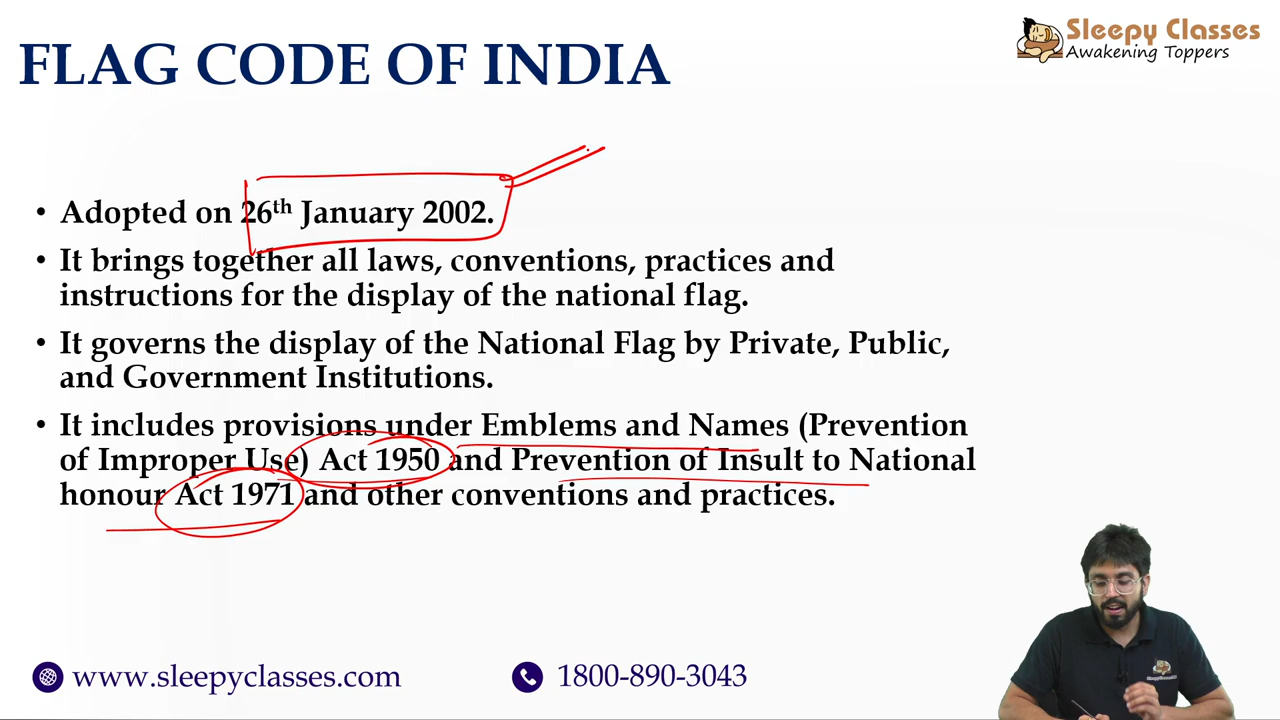 Sleepy Classes
Awakening Toppers
FLAG CODE OF INDIA
• Adopted on 26th January 2002.
• It brings together all laws, conventions, practices and
instructions for the display of the national flag.
• It governs the display of the National Flag by Private, Public,
and Government Institutions.
• It includes provisions under Emblems and Names (Prevention
of Improper Use) Act 1950 and Prevention of Insult to National
honour Act 1971 and other conventions and practices.
www.sleepyclasses.com
1800-890-3043